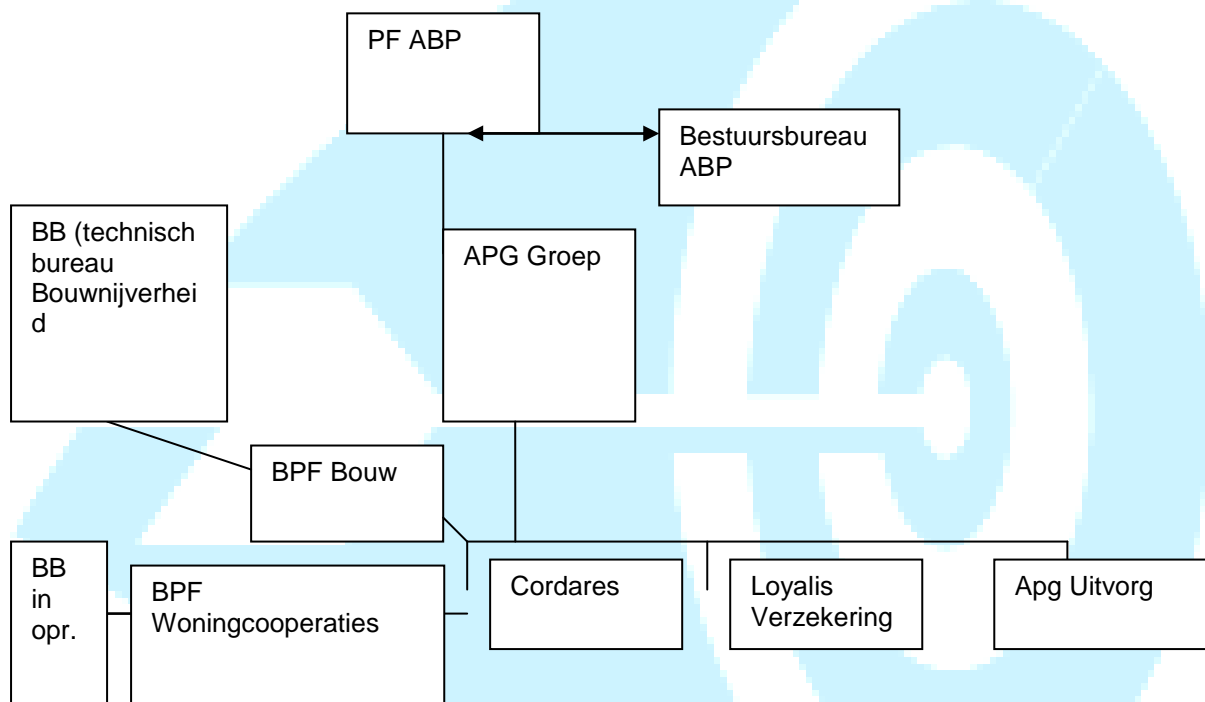 PF ABP
Bestuursbureau
ABP
BB (technisch
bureau
Bouwnijverhei
d
APG Groep
BPF Bouw
BB
in
opr.
BPF
Woningcooperaties
Cordares
Loyalis
Verzekering
Apg Uitvorg